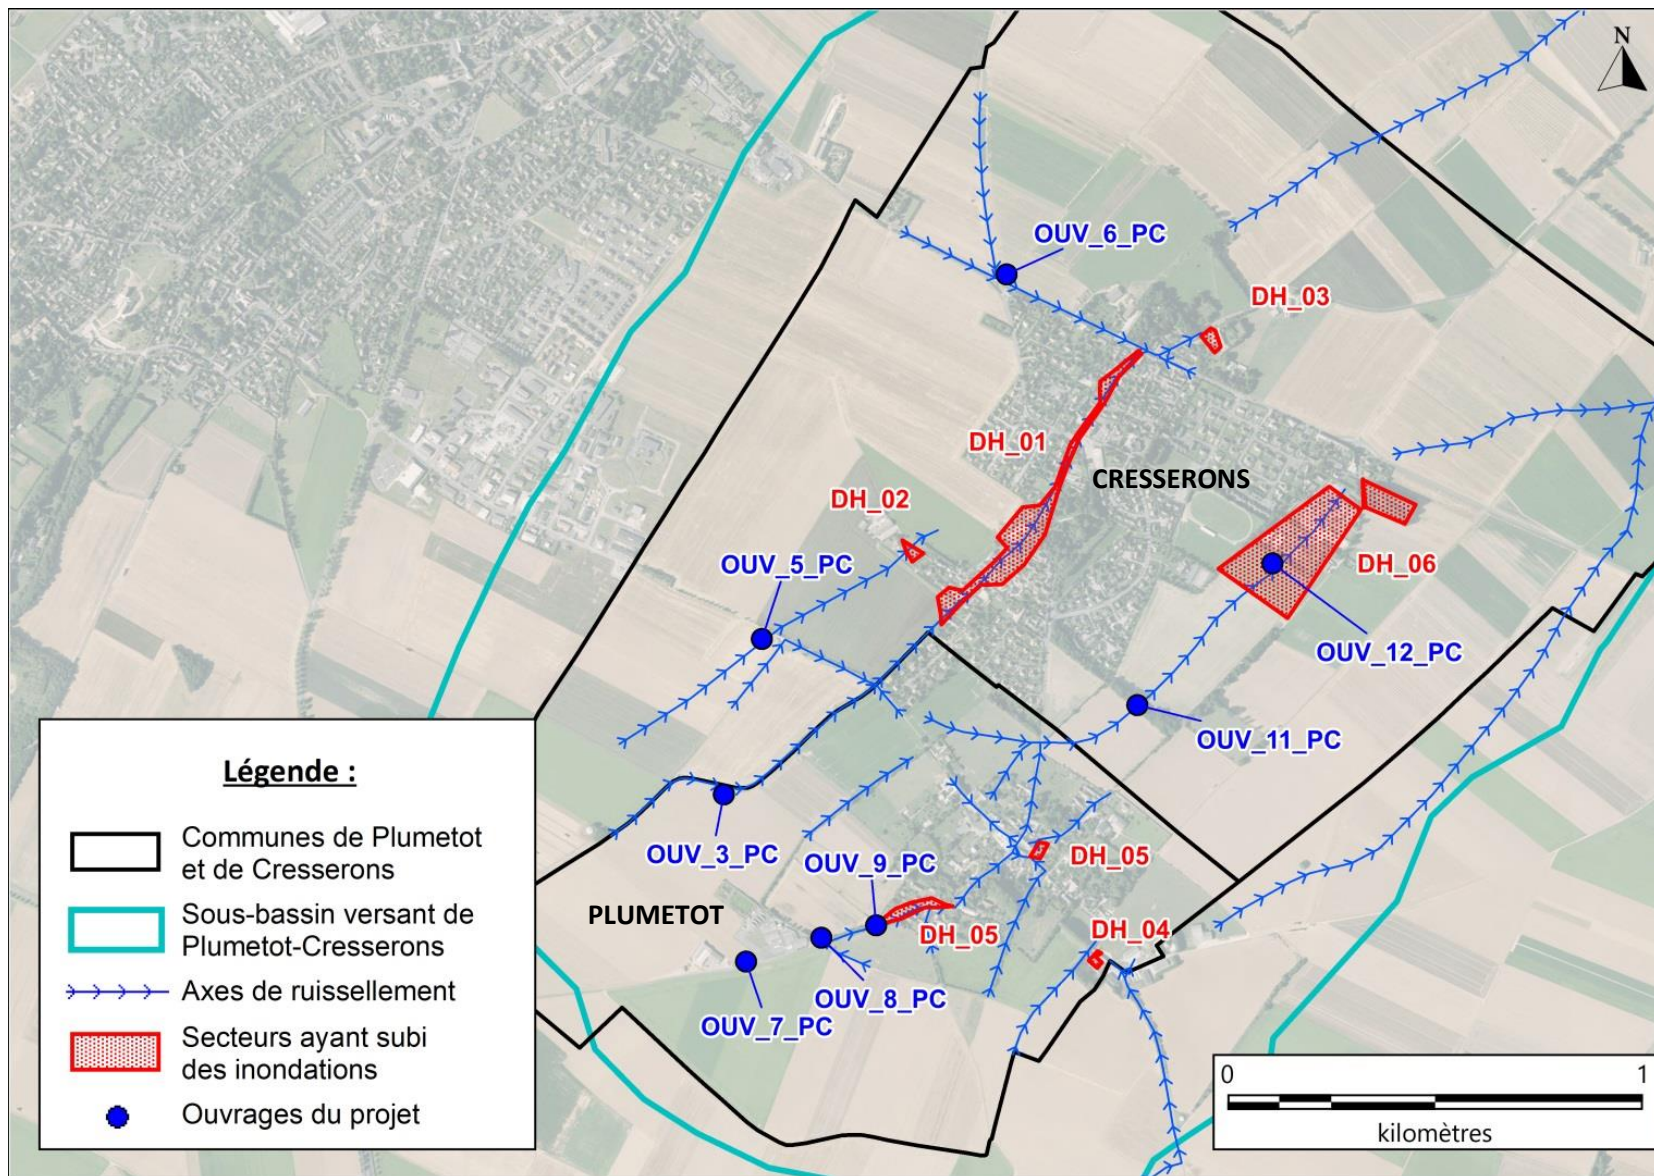 N
OUV_6_PC
DH_03
DH_01
CRESSERONS
DH_02
OUV_5_PC
DH_06
OUV_12_PC
OUV_11_PC
OUV_3_PC
OUV_9_PC
DH_05
PLUMETOT
DH_05
DH_04
OUV_8_PC
OUV_7_PC
Légende :
Communes de Plumetot
et de Cresserons
Sous-bassin versant de
Plumetot-Cresserons
Axes de ruissellement
Secteurs ayant subi
des inondations
Ouvrages du projet
0 1
kilomètres